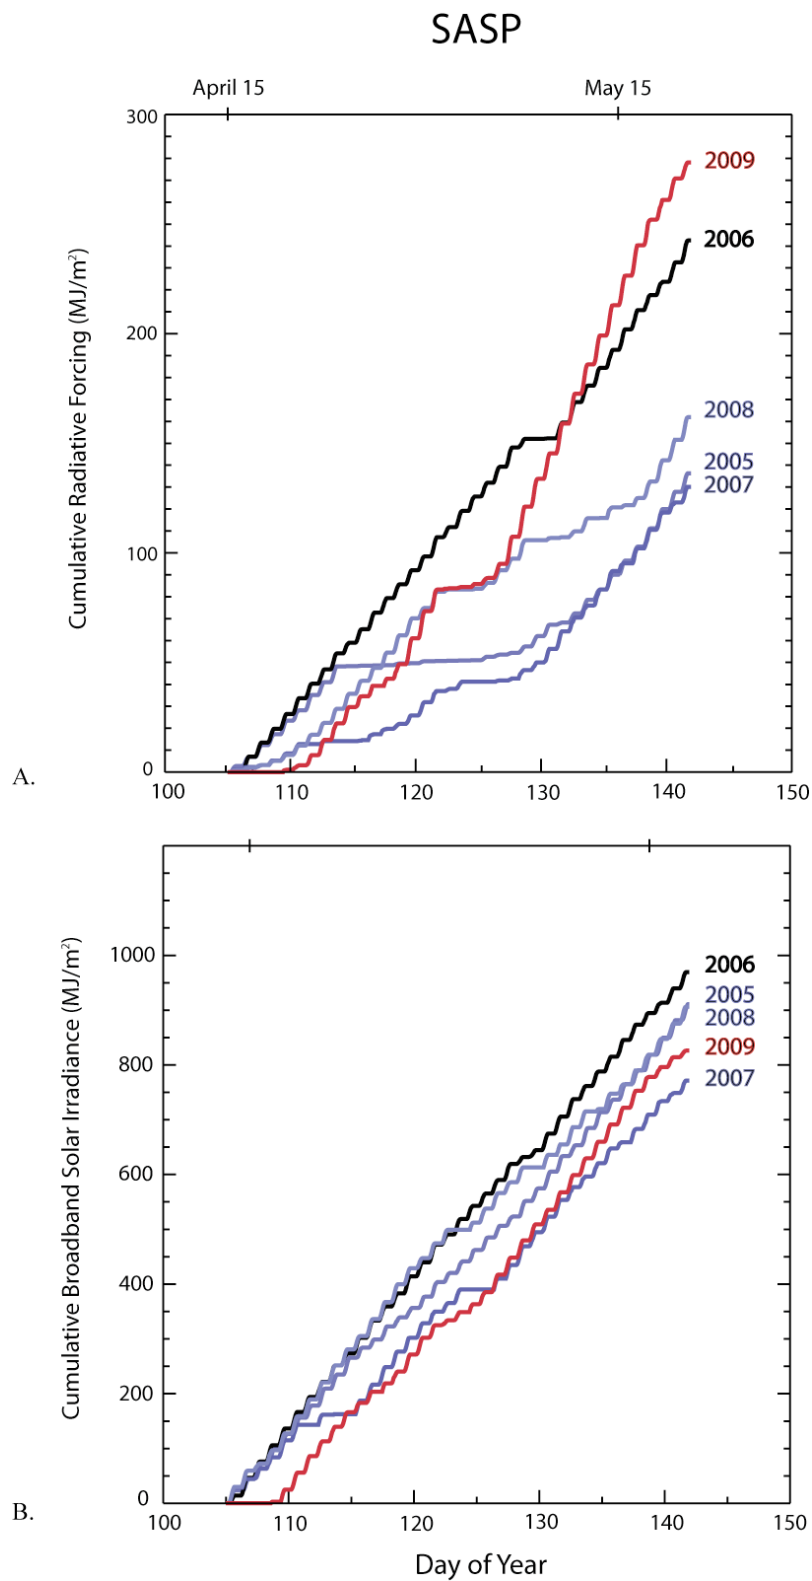 SASP
April 15 May 15
300
200
100
0
Cumulative Radiative Forcing (MJ/m²)
2009
2006
2008
2005
2007
A.
100 110 120 130 140 150
1000
800
600
400
200
0
Cumulative Broadband Solar Irradiance (MJ/m²)
2006
2005
2008
2009
2007
B.
100 110 120 130 140 150
Day of Year